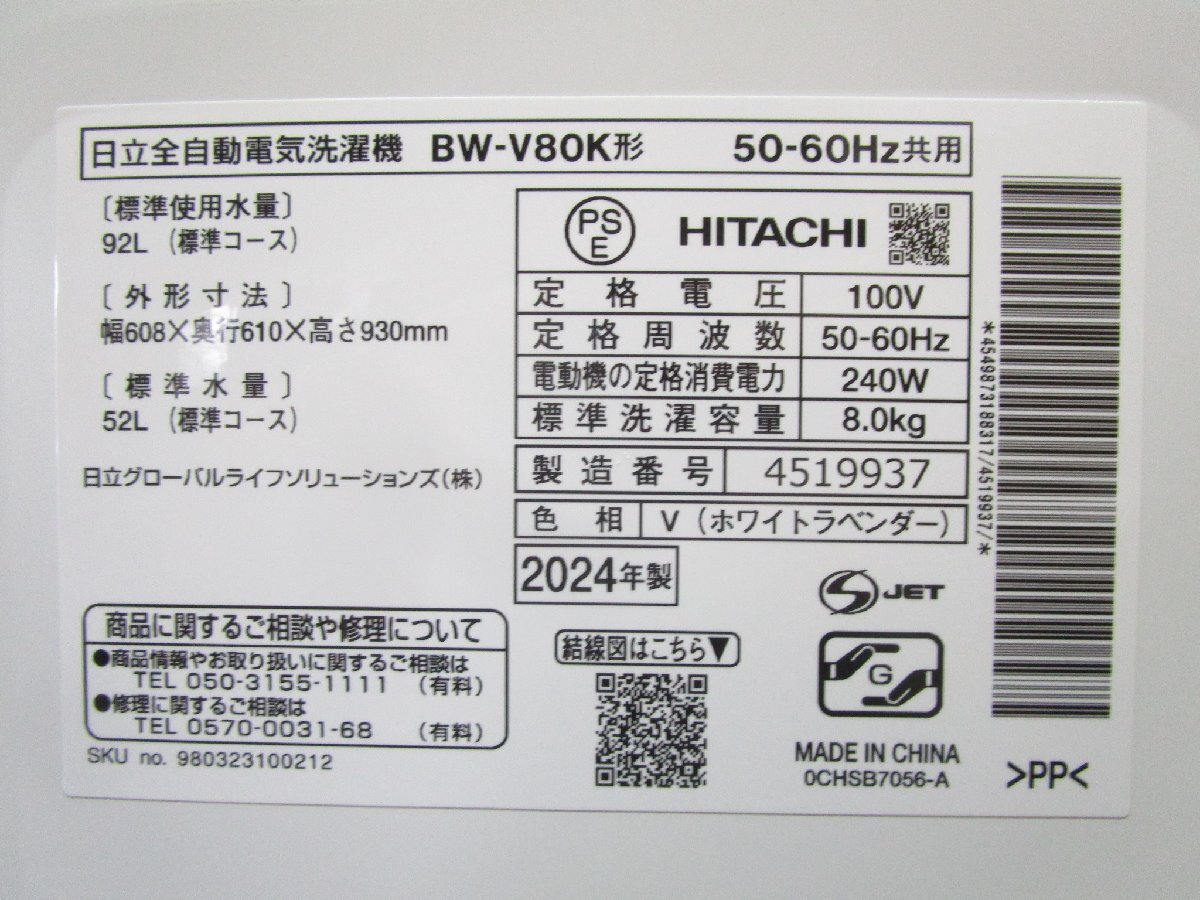 日立全自動電気洗濯機 BW-V80K形 50-60Hz共用
〔標準使用水量〕
92L （標準コース）
〔外形寸法〕
幅608×奥行610×高さ930mm
〔標準水量〕
52L （標準コース）
日立グローバルライフソリューションズ（株）
PS
E
HITACHI
定格電圧 100V
定格周波数 50-60Hz
電動機の定格消費電力 240W
標準洗濯容量 8.0kg
製造番号 4519937
色相 V（ホワイトラベンダー）
2024年製
S JET
結線図はこちら▼
G
MADE IN CHINA
0CHSB7056-A
商品に関するご相談や修理について
●商品情報やお取り扱いに関するご相談は
TEL 050-3155-1111 （有料）
●修理に関するご相談は
TEL 0570-0031-68 （有料）
SKU no. 980323100212
*4549873188317/4519937/*
>PP<